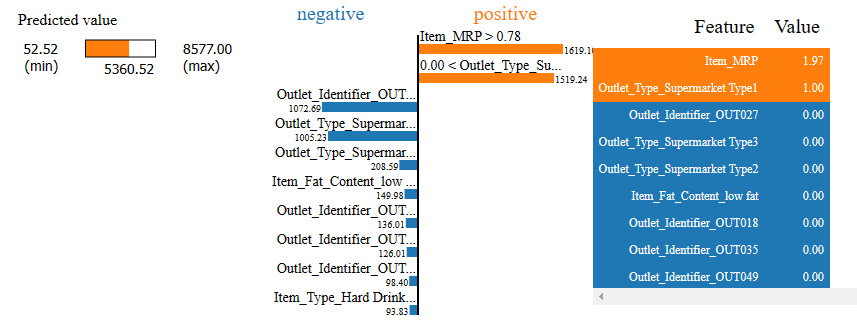 Predicted value
52.52
(min)
8577.00
(max)
5360.52
negative
positive
Item_MRP > 0.78
1619.10
0.00 < Outlet_Type_Su...
1519.24
Outlet_Identifier_OUT...
1072.69
Outlet_Type_Supermar...
1005.23
Outlet_Type_Supermar...
208.59
Item_Fat_Content_low ...
149.98
Outlet_Identifier_OUT...
136.01
Outlet_Identifier_OUT...
126.01
Outlet_Identifier_OUT...
98.40
Item_Type_Hard Drink...
93.83
Feature Value
Item_MRP 1.97
Outlet_Type_Supermarket Type1 1.00
Outlet_Identifier_OUT027 0.00
Outlet_Type_Supermarket Type3 0.00
Outlet_Type_Supermarket Type2 0.00
Item_Fat_Content_low fat 0.00
Outlet_Identifier_OUT018 0.00
Outlet_Identifier_OUT035 0.00
Outlet_Identifier_OUT049 0.00